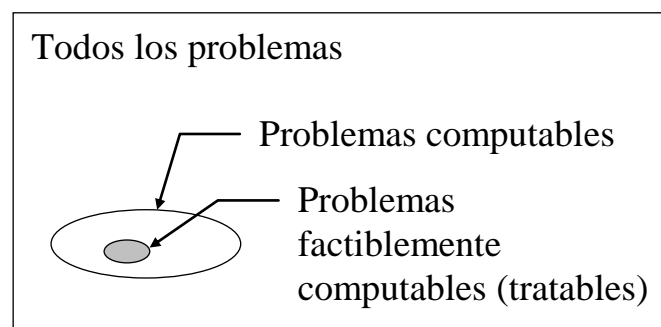 Todos los problemas
Problemas computables
Problemas
factiblemente
computables (tratables)